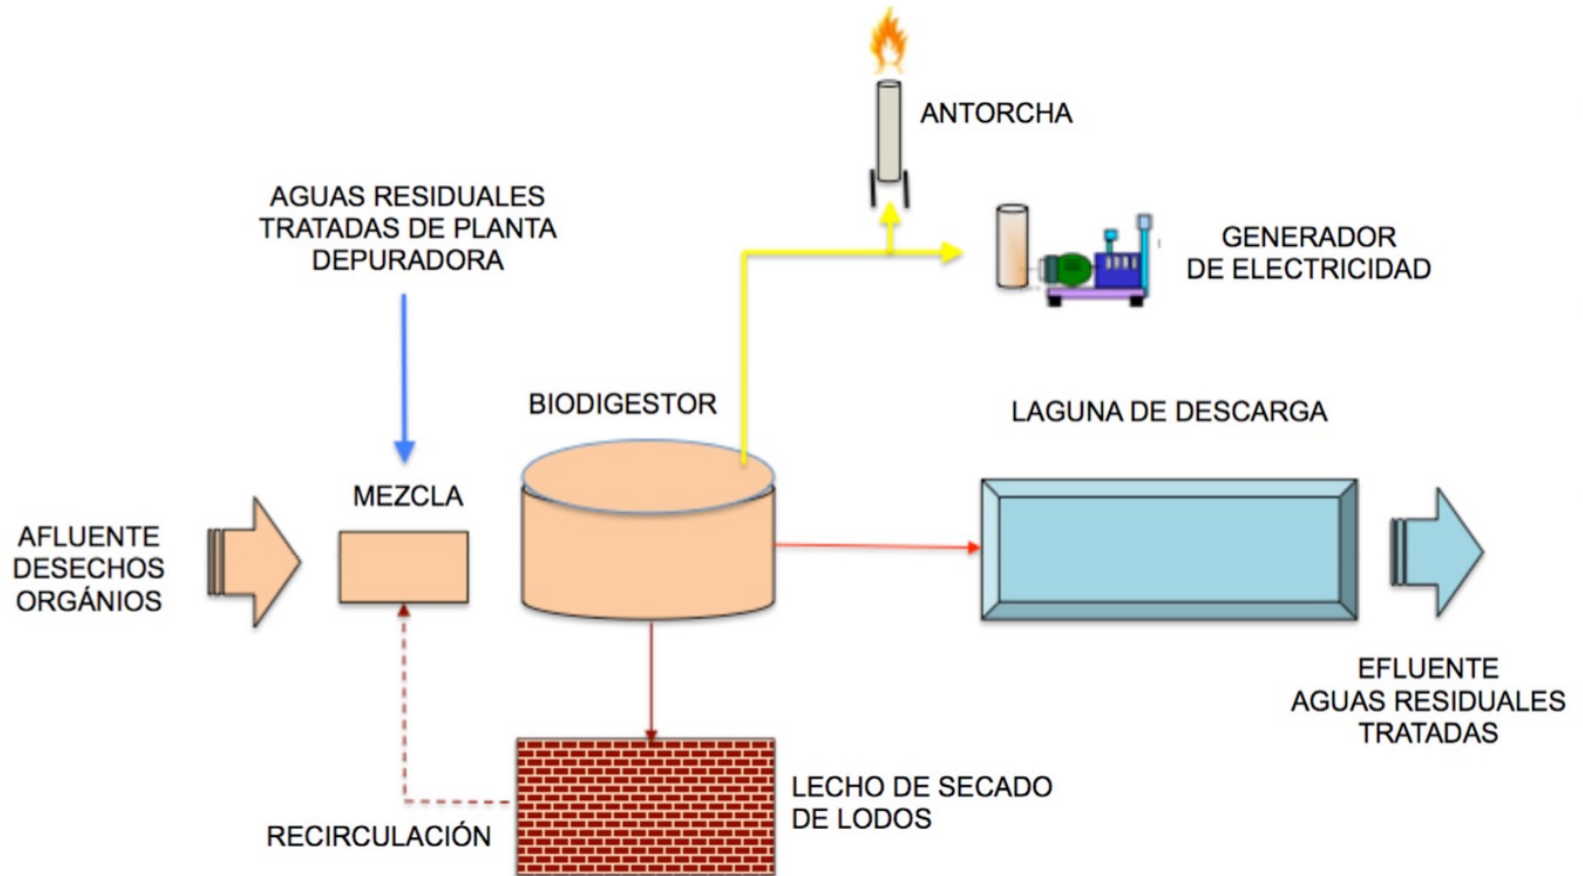 ANTORCHA
AGUAS RESIDUALES
TRATADAS DE PLANTA
DEPURADORA
GENERADOR
DE ELECTRICIDAD
BIODIGESTOR
LAGUNA DE DESCARGA
MEZCLA
AFLUENTE
DESECHOS
ORGÁNIOS
EFLUENTE
AGUAS RESIDUALES
TRATADAS
LECHO DE SECADO
DE LODOS
RECIRCULACIÓN